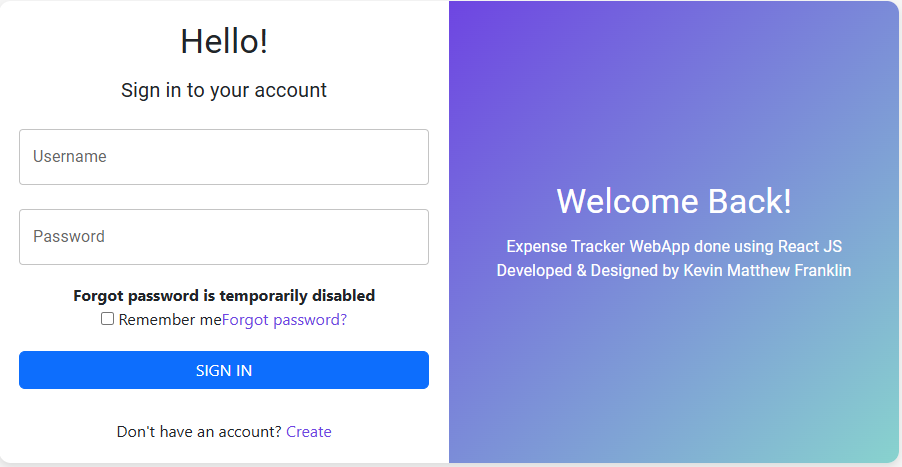 Hello!
Sign in to your account
Username
Password
Forgot password is temporarily disabled
Remember meForgot password?
SIGN IN
Don't have an account? Create
Welcome Back!
Expense Tracker WebApp done using React JS
Developed & Designed by Kevin Matthew Franklin